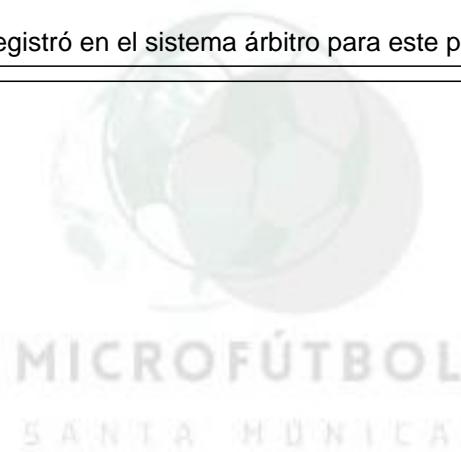 egistró en el sistema árbitro para este p
MICROFÚTBOL
SANTA MÓNICA